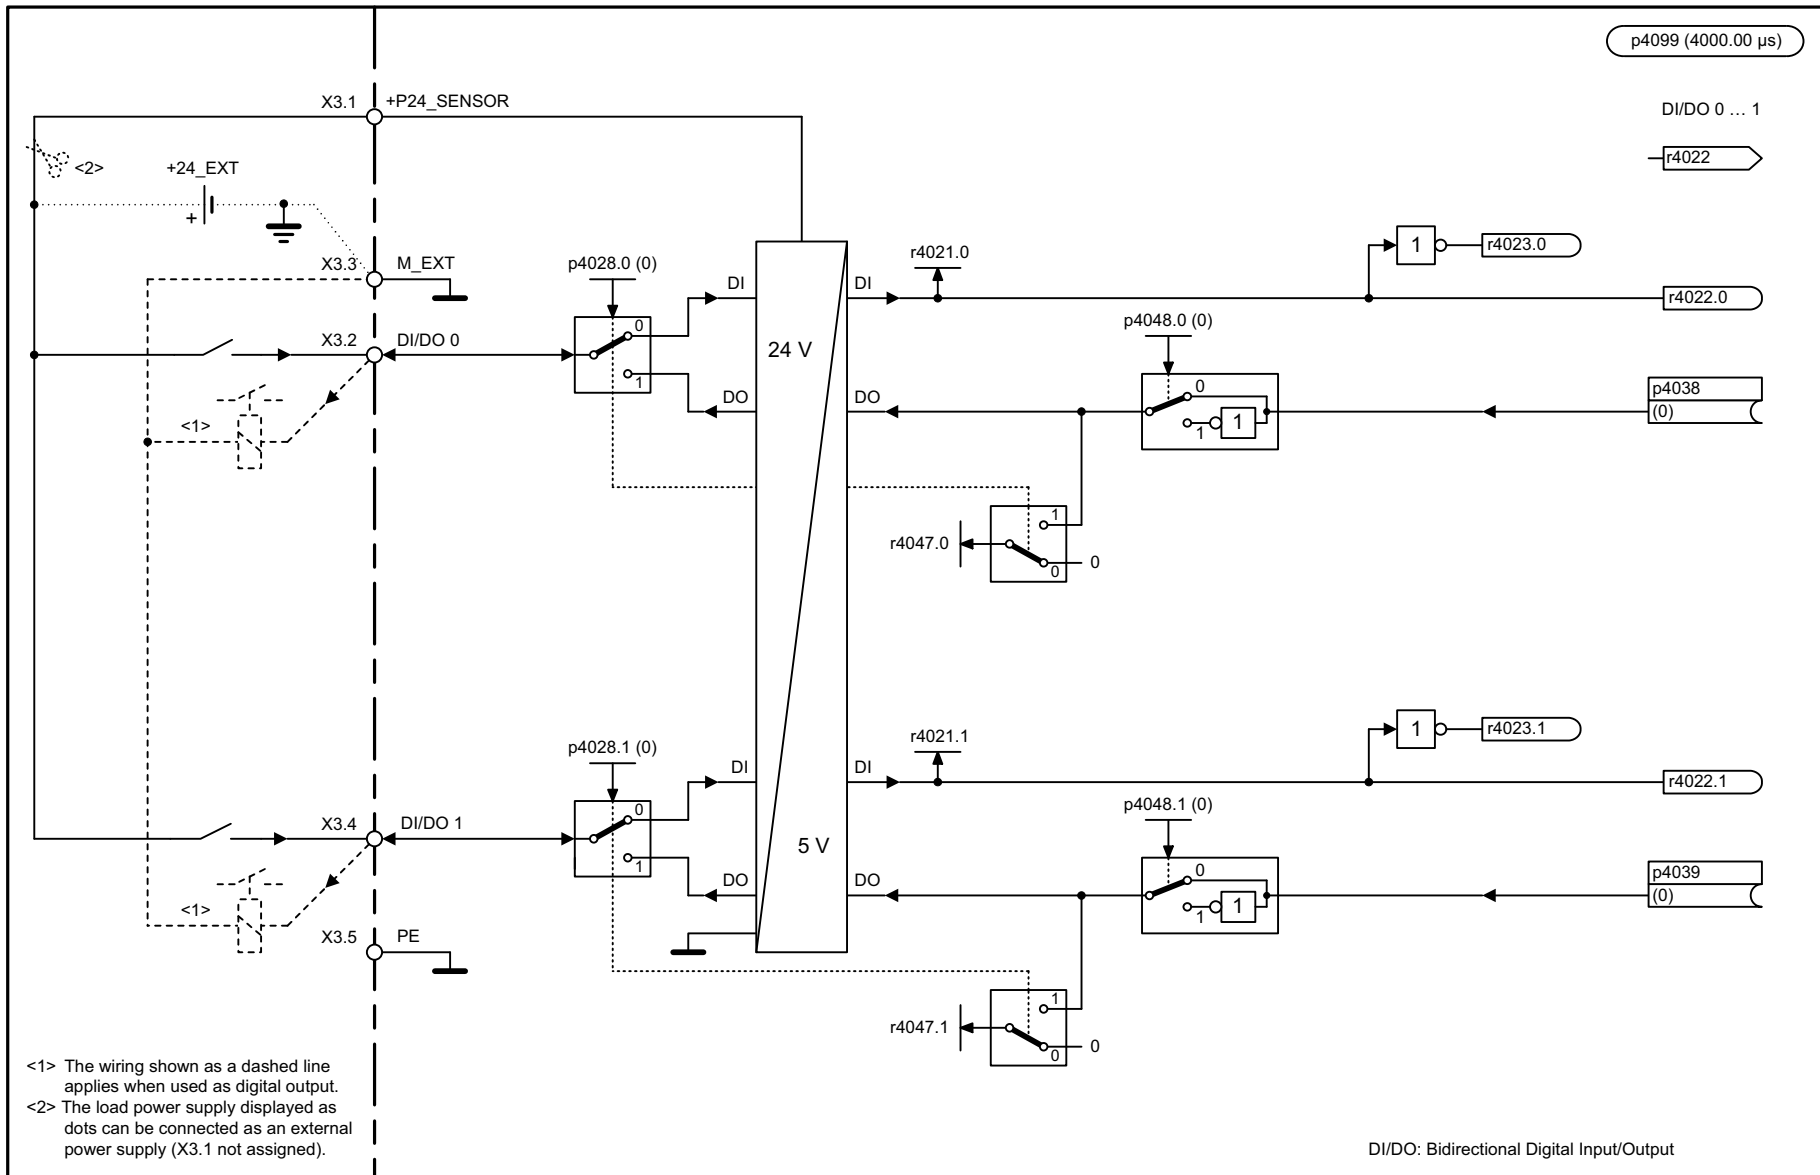 p4099 (4000.00 µs)
X3.1
+P24_SENSOR
DI/DO 0 … 1
<2>
+24_EXT
r4022
+
X3.3
M_EXT
p4028.0 (0)
DI
DI
r4021.0
1
r4023.0
r4022.0
X3.2
DI/DO 0
0
1
24 V
p4048.0 (0)
0
1
1
p4038
(0)
<1>
DO
DO
r4047.0
1
0
0
p4028.1 (0)
DI
DI
r4021.1
1
r4023.1
r4022.1
X3.4
DI/DO 1
0
1
5 V
p4048.1 (0)
0
1
1
p4039
(0)
<1>
DO
DO
X3.5
PE
r4047.1
1
0
0
<1> The wiring shown as a dashed line
applies when used as digital output.
<2> The load power supply displayed as
dots can be connected as an external
power supply (X3.1 not assigned).
DI/DO: Bidirectional Digital Input/Output